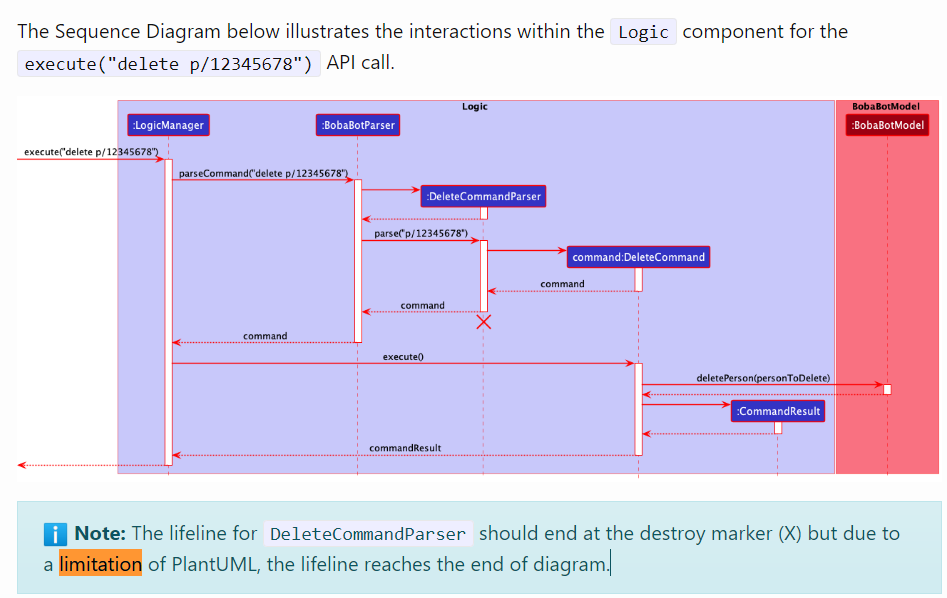 The Sequence Diagram below illustrates the interactions within the Logic component for the
execute("delete p/12345678") API call.
Logic
BobaBotModel
:LogicManager
:BobaBotParser
:BobaBotModel
execute("delete p/12345678")
parseCommand("delete p/12345678")
:DeleteCommandParser
parse("p/12345678")
command:DeleteCommand
command
command
command
execute()
deletePerson(personToDelete)
:CommandResult
commandResult
Note: The lifeline for DeleteCommandParser should end at the destroy marker (X) but due to
a limitation of PlantUML, the lifeline reaches the end of diagram.